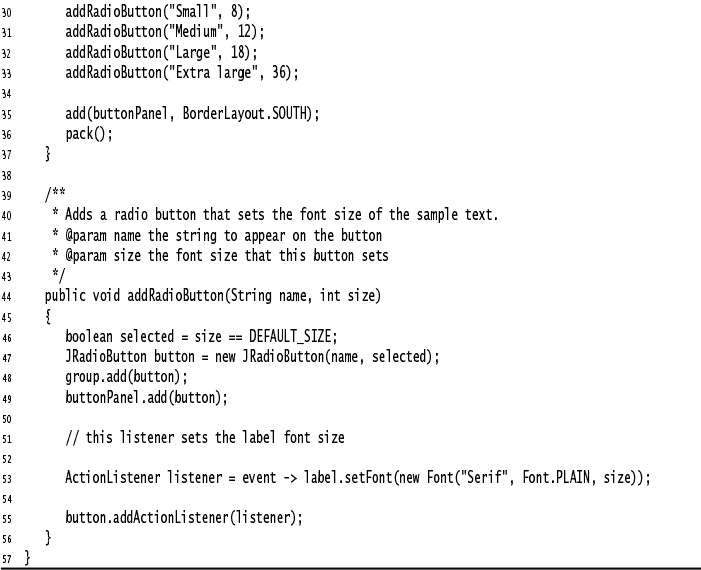 30       addRadioButton("Small", 8);
31       addRadioButton("Medium", 12);
32       addRadioButton("Large", 18);
33       addRadioButton("Extra large", 36);
34
35       add(buttonPanel, BorderLayout.SOUTH);
36       pack();
37    }
38
39    /**
40     * Adds a radio button that sets the font size of the sample text.
41     * @param name the string to appear on the button
42     * @param size the font size that this button sets
43     */
44    public void addRadioButton(String name, int size)
45    {
46       boolean selected = size == DEFAULT_SIZE;
47       JRadioButton button = new JRadioButton(name, selected);
48       group.add(button);
49       buttonPanel.add(button);
50
51       // this listener sets the label font size
52
53       ActionListener listener = event -> label.setFont(new Font("Serif", Font.PLAIN, size));
54
55       button.addActionListener(listener);
56    }
57 }